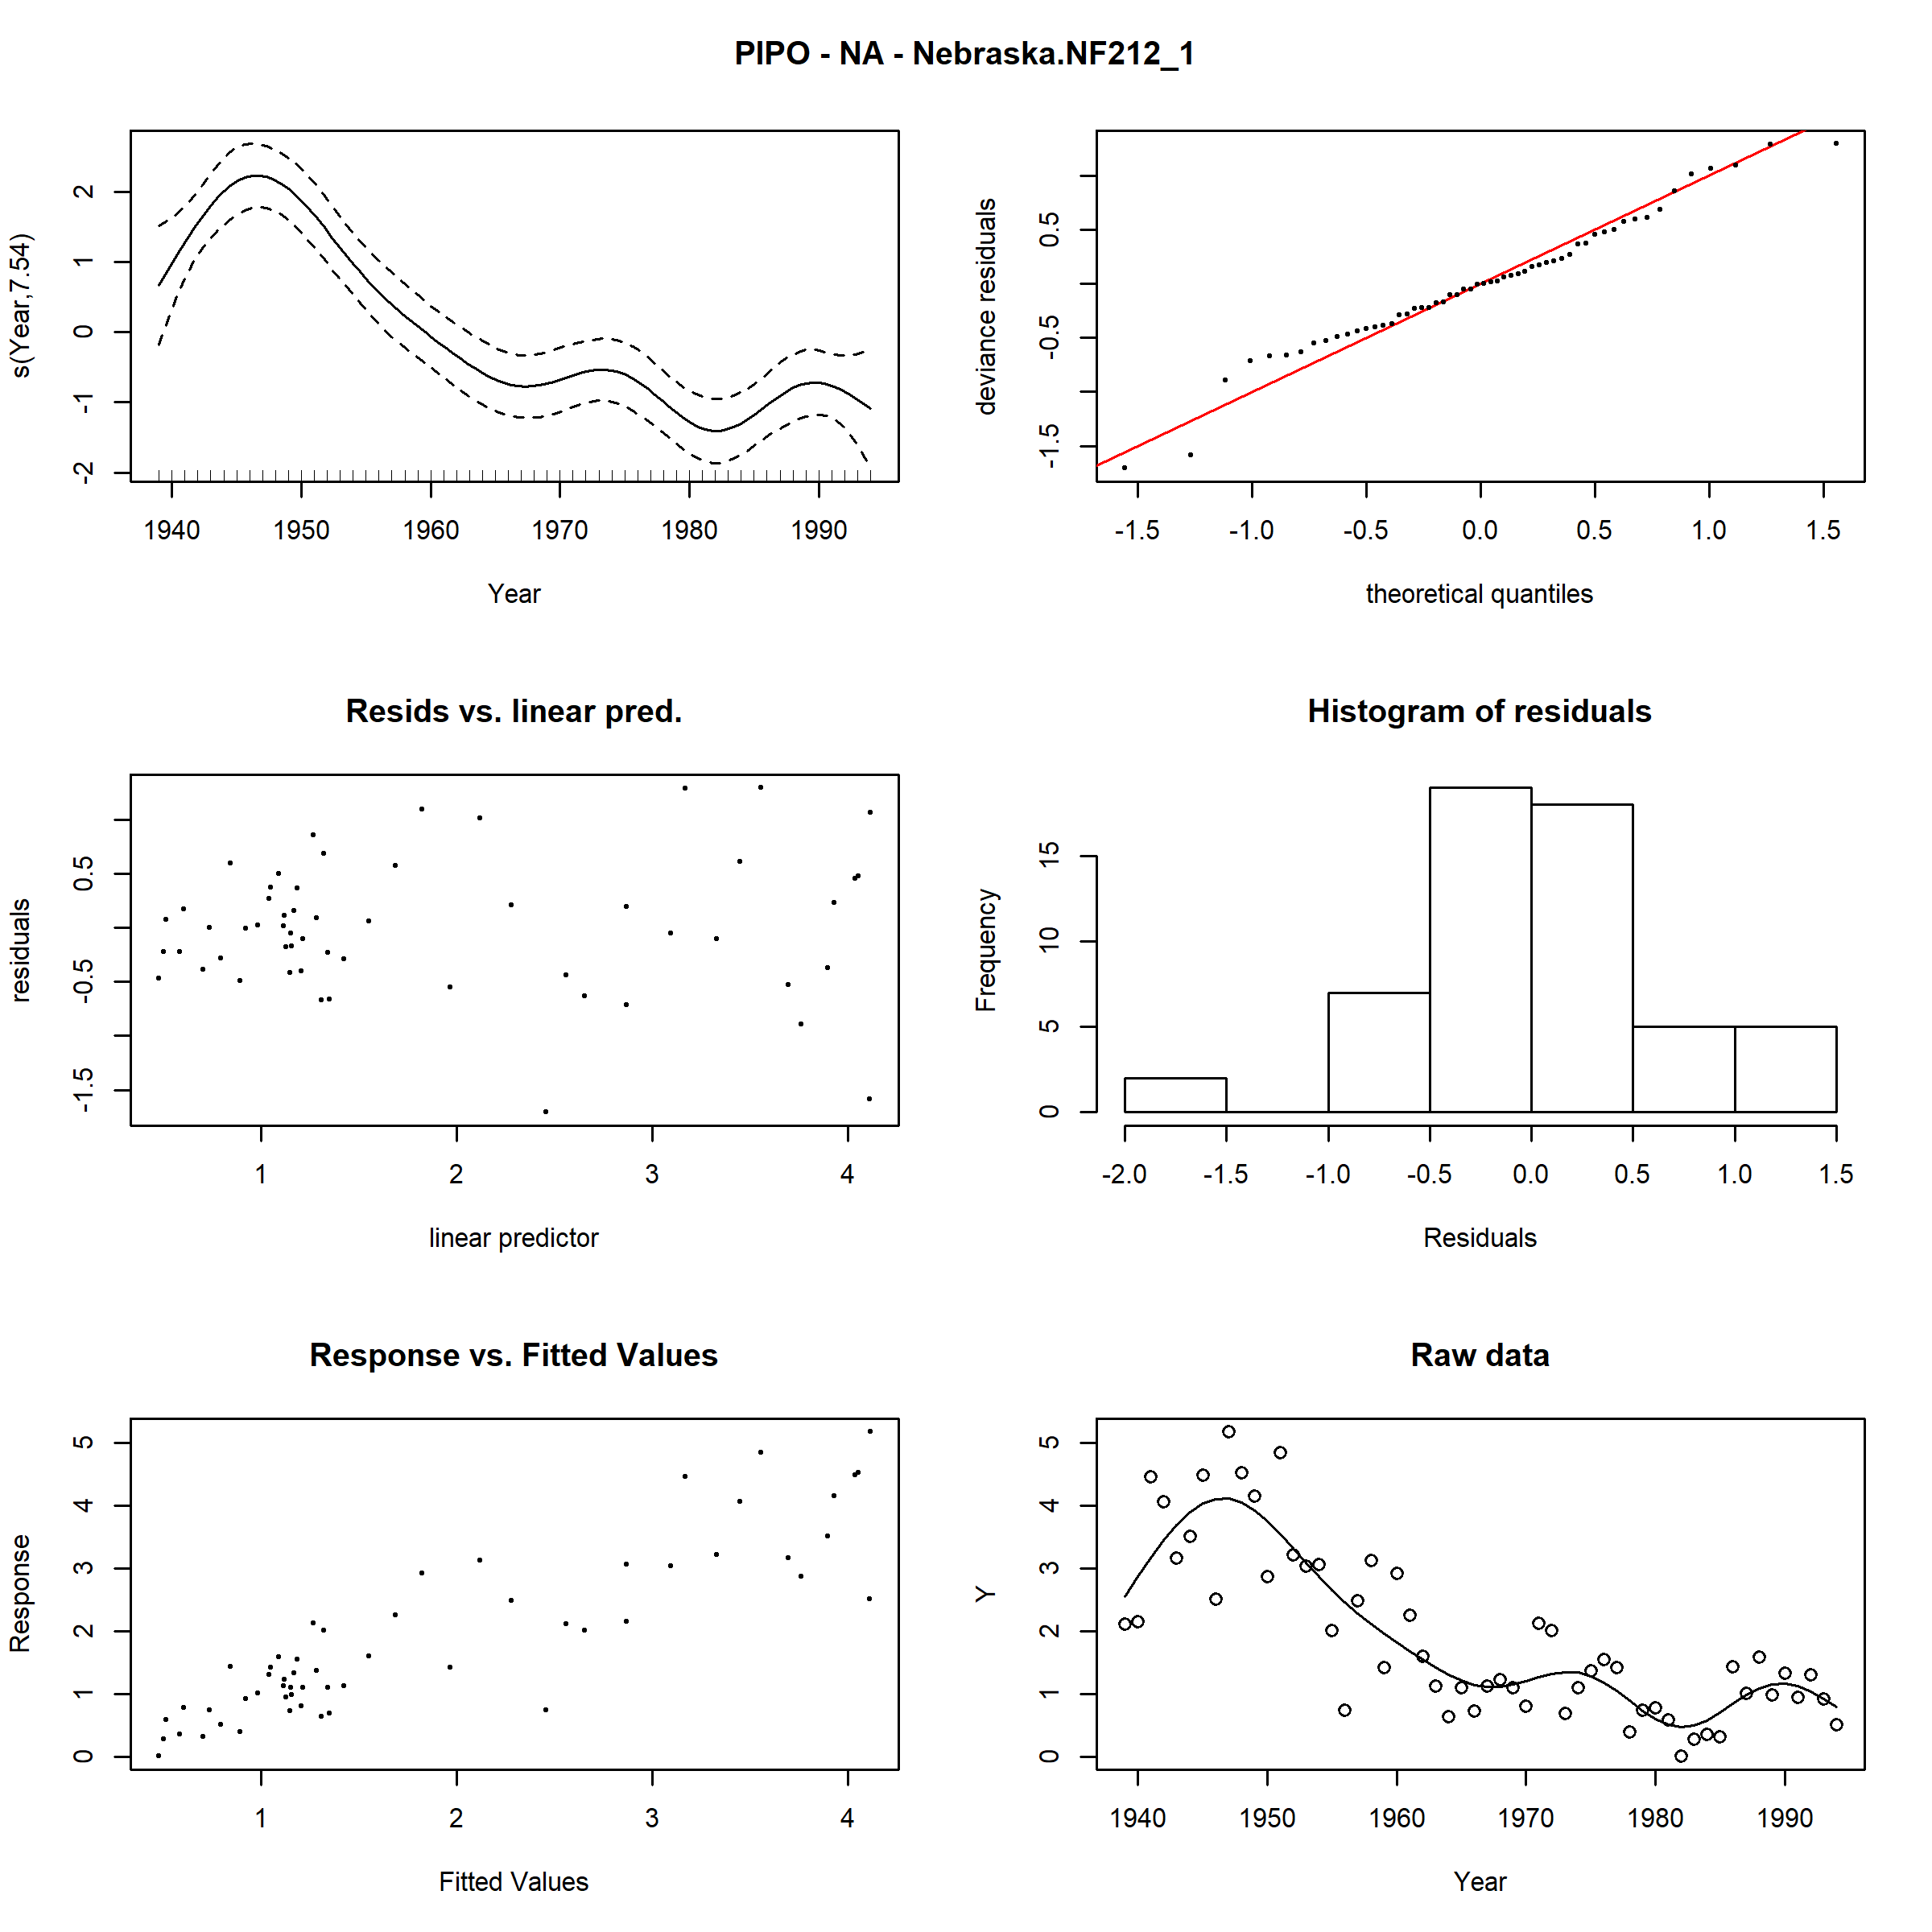 PIPO - NA - Nebraska.NF212_1
s(Year,7.54)
2
1
0
-1
-2
1940 1950 1960 1970 1980 1990
Year
deviance residuals
0.5
-0.5
-1.5
-1.5 -1.0 -0.5 0.0 0.5 1.0 1.5
theoretical quantiles
Resids vs. linear pred.
residuals
0.5
-0.5
-1.5
1 2 3 4
linear predictor
Histogram of residuals
Frequency
15
10
5
0
-2.0 -1.5 -1.0 -0.5 0.0 0.5 1.0 1.5
Residuals
Response vs. Fitted Values
Response
5
4
3
2
1
0
1 2 3 4
Fitted Values
Raw data
Y
5
4
3
2
1
0
1940 1950 1960 1970 1980 1990
Year